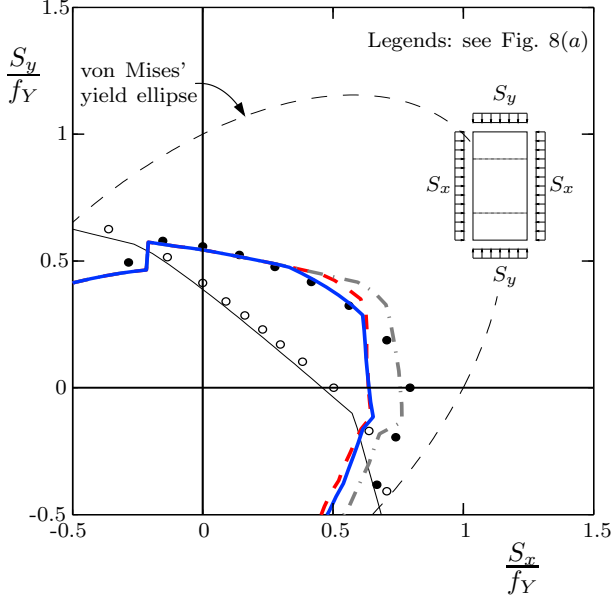 1.5
Legends: see Fig. 8(a)
S_y
f_Y
von Mises'
yield ellipse
S_y
1
S_x
S_x
S_y
0.5
0
-0.5
-0.5
0
0.5
1
1.5
S_x
f_Y